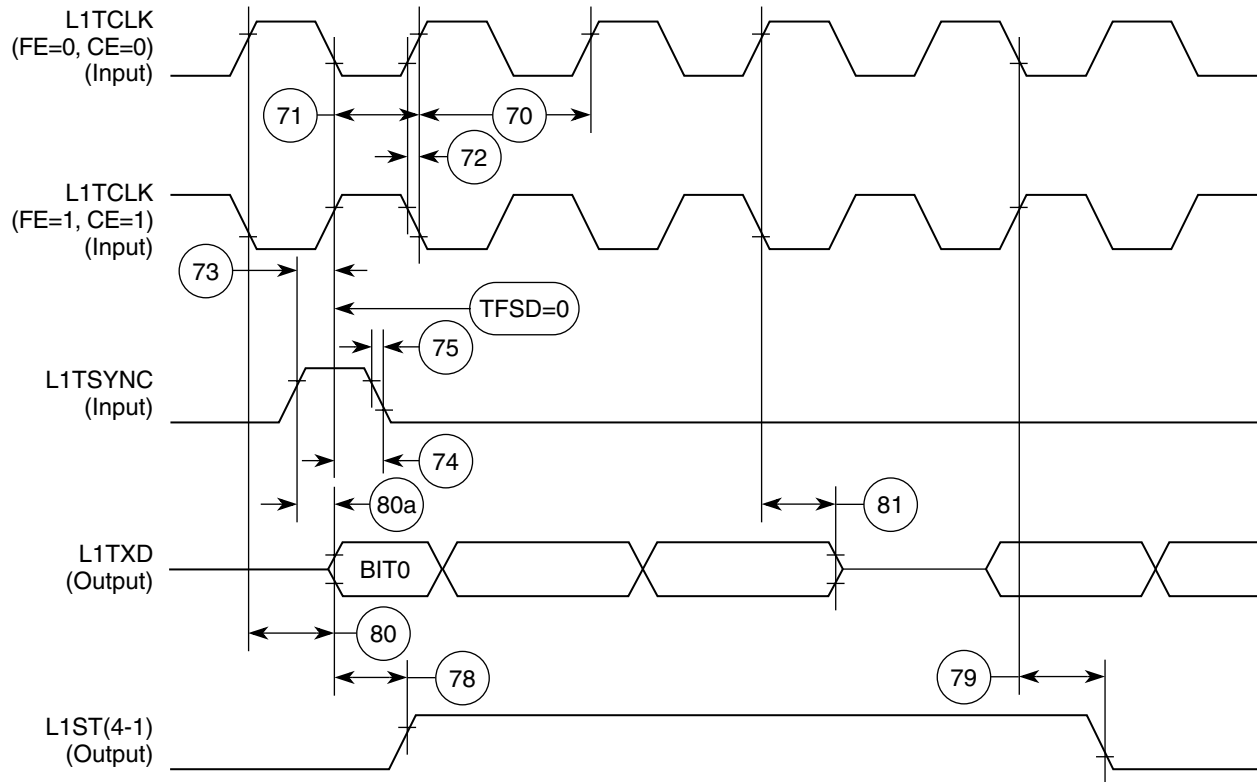 L1TCLK
(FE=0, CE=0)
(Input)
71
70
72
L1TCLK
(FE=1, CE=1)
(Input)
73
TFSD=0
75
L1TSYNC
(Input)
74
80a
81
L1TXD
(Output)
BIT0
80
78
79
L1ST(4-1)
(Output)